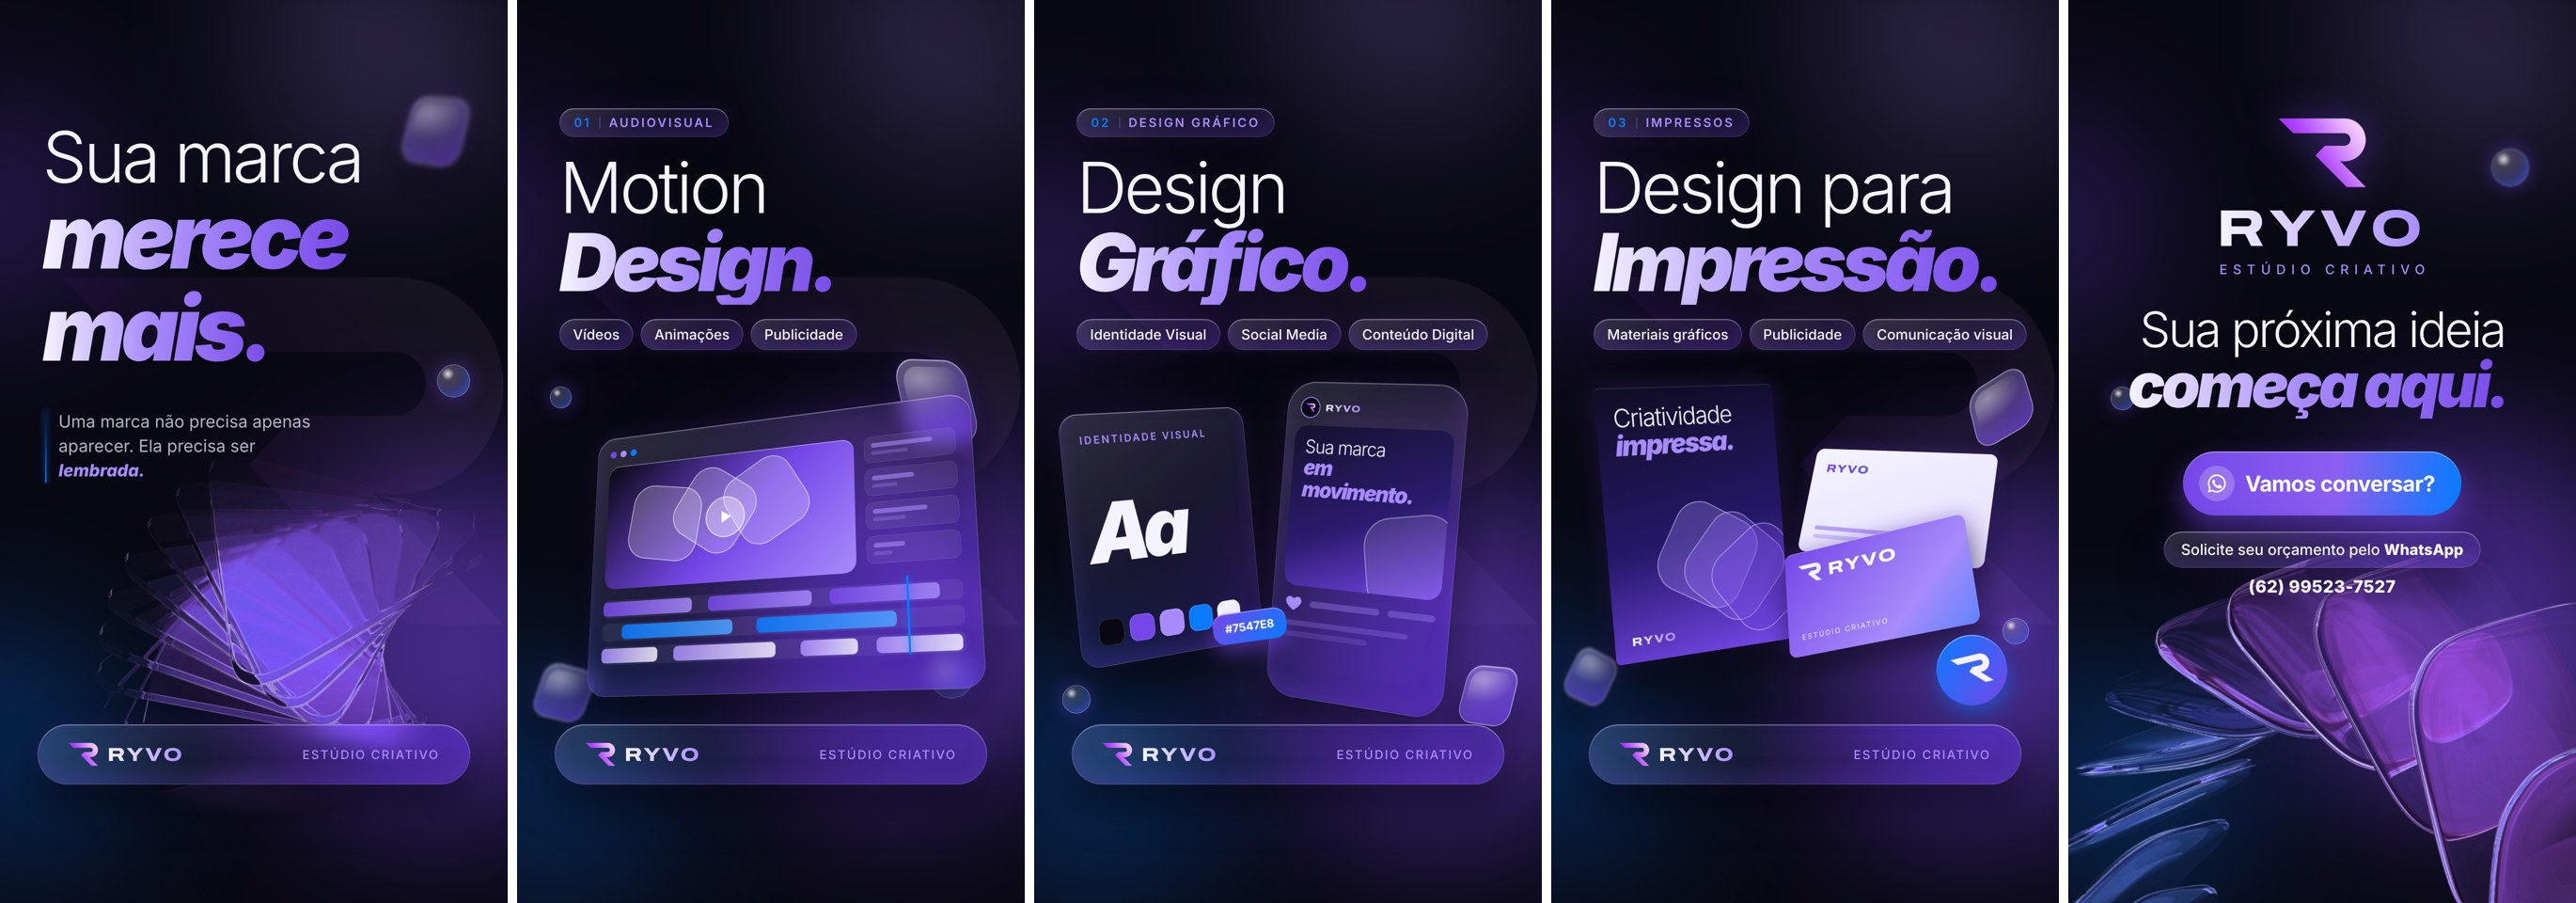 Sua marca
merece
mais.
Uma marca não precisa apenas
aparecer. Ela precisa ser
lembrada.
RYVO
ESTÚDIO CRIATIVO
01 | AUDIOVISUAL
Motion
Design.
Vídeos
Animações
Publicidade
RYVO
ESTÚDIO CRIATIVO
02 | DESIGN GRÁFICO
Design
Gráfico.
Identidade Visual
Social Media
Conteúdo Digital
IDENTIDADE VISUAL
Aa
#7547E8
RYVO
Sua marca
em
movimento.
RYVO
ESTÚDIO CRIATIVO
03 | IMPRESSOS
Design para
Impressão.
Materiais gráficos
Publicidade
Comunicação visual
Criatividade
impressa.
RYVO
RYVO
RYVO
ESTÚDIO CRIATIVO
RYVO
ESTÚDIO CRIATIVO
RYVO
ESTÚDIO CRIATIVO
Sua próxima ideia
começa aqui.
Vamos conversar?
Solicite seu orçamento pelo WhatsApp
(62) 99523-7527